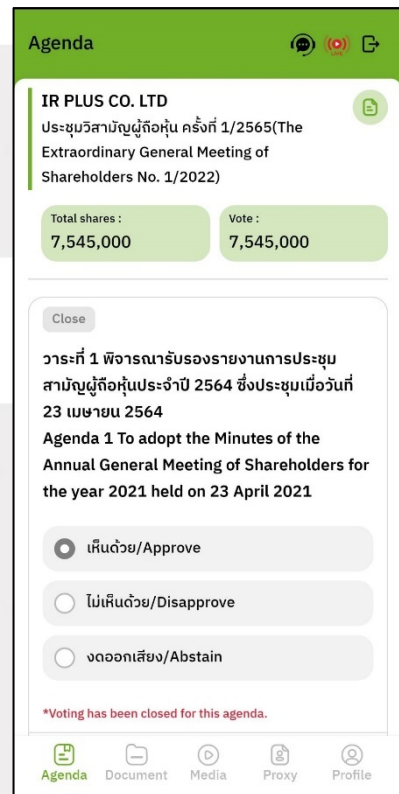 Agenda
LIVE
IR PLUS CO. LTD
ประชุมวิสามัญผู้ถือหุ้น ครั้งที่ 1/2565(The
Extraordinary General Meeting of
Shareholders No. 1/2022)
Total shares :
7,545,000
Vote :
7,545,000
Close
วาระที่ 1 พิจารณารับรองรายงานการประชุม
สามัญผู้ถือหุ้นประจำปี 2564 ซึ่งประชุมเมื่อวันที่
23 เมษายน 2564
Agenda 1 To adopt the Minutes of the
Annual General Meeting of Shareholders for
the year 2021 held on 23 April 2021
เห็นด้วย/Approve
ไม่เห็นด้วย/Disapprove
งดออกเสียง/Abstain
*Voting has been closed for this agenda.
Agenda
Document
Media
Proxy
Profile